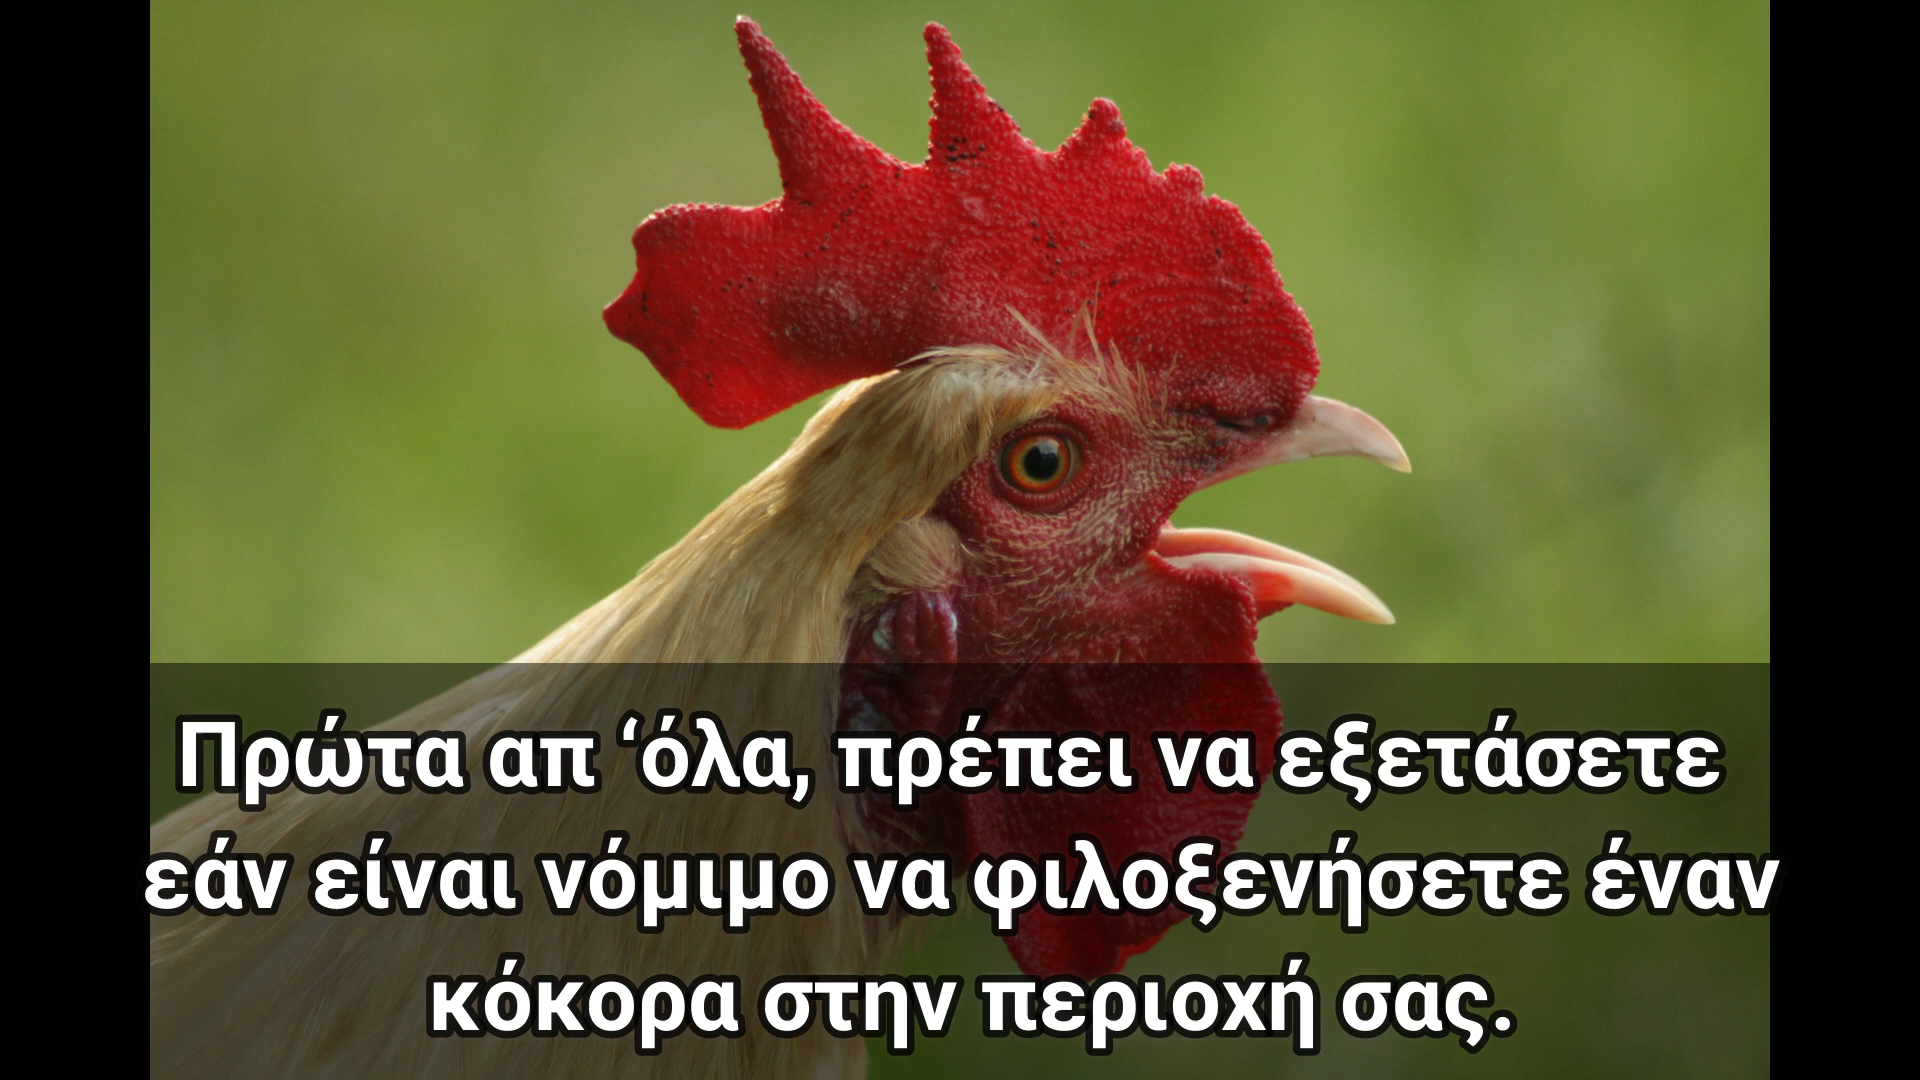 Πρώτα απ ‘όλα, πρέπει να εξετάσετε
εάν είναι νόμιμο να φιλοξενήσετε έναν
κόκορα στην περιοχή σας.